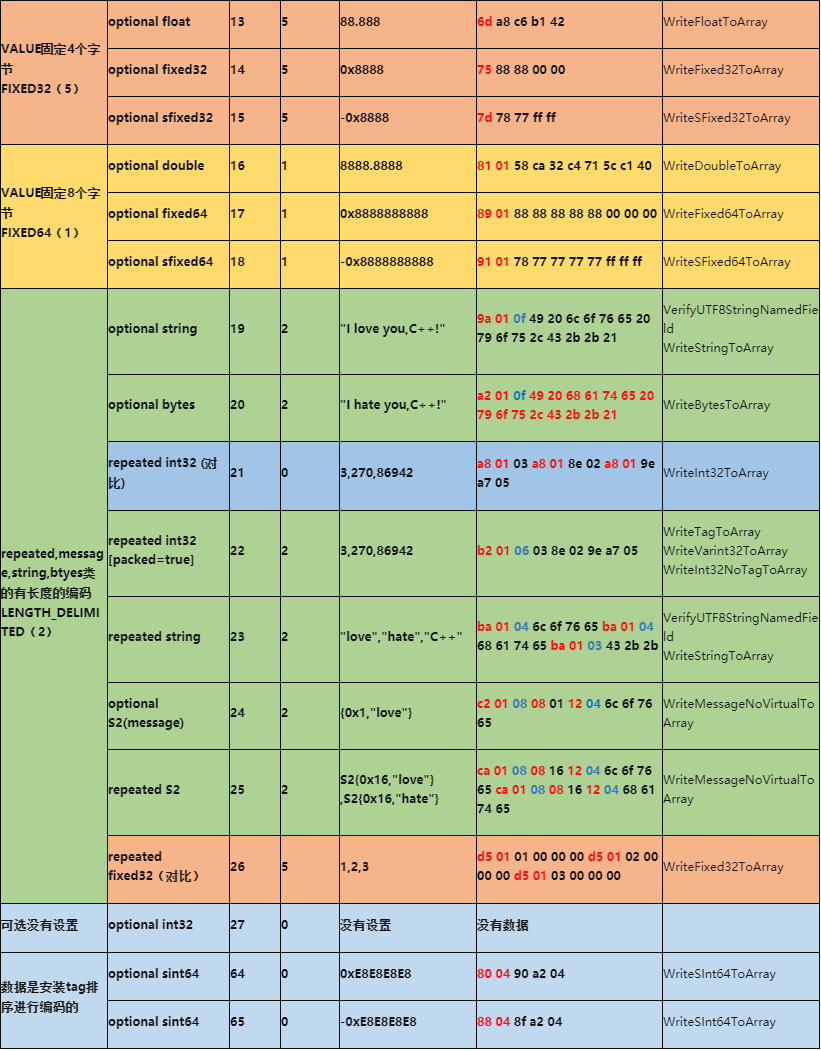 VALUE固定4个字
节
FIXED32（5）
optional float 13 5 88.888 6d a8 c6 b1 42 WriteFloatToArray
optional fixed32 14 5 0x8888 75 88 88 00 00 WriteFixed32ToArray
optional sfixed32 15 5 -0x8888 7d 78 77 ff ff WriteSFixed32ToArray
VALUE固定8个字
节
FIXED64（1）
optional double 16 1 8888.8888 81 01 58 ca 32 c4 71 5c c1 40 WriteDoubleToArray
optional fixed64 17 1 0x8888888888 89 01 88 88 88 88 88 00 00 00 WriteFixed64ToArray
optional sfixed64 18 1 -0x8888888888 91 01 78 77 77 77 77 ff ff ff WriteSFixed64ToArray
repeated,messag
e,string,btyes类
的有长度的编码
LENGTH_DELIMI
TED（2）
optional string 19 2 "I love you,C++!"
9a 01 0f 49 20 6c 6f 76 65 20
79 6f 75 2c 43 2b 2b 21
VerifyUTF8StringNamedFie
ld
WriteStringToArray
optional bytes 20 2 "I hate you,C++!"
a2 01 0f 49 20 68 61 74 65 20
79 6f 75 2c 43 2b 2b 21
WriteBytesToArray
repeated int32 (对
比)
21 0 3,270,86942
a8 01 03 a8 01 8e 02 a8 01 9e
a7 05
WriteInt32ToArray
repeated int32
[packed=true]
22 2 3,270,86942 b2 01 06 03 8e 02 9e a7 05
WriteTagToArray
WriteVarint32ToArray
WriteInt32NoTagToArray
repeated string 23 2 "love","hate","C++"
ba 01 04 6c 6f 76 65 ba 01 04
68 61 74 65 ba 01 03 43 2b 2b
VerifyUTF8StringNamedFie
ld
WriteStringToArray
optional
S2(message)
24 2 {0x1,"love"}
c2 01 08 08 01 12 04 6c 6f 76
65
WriteMessageNoVirtualTo
Array
repeated S2 25 2
S2{0x16,"love"}
,S2{0x16,"hate"}
ca 01 08 08 16 12 04 6c 6f 76
65 ca 01 08 08 16 12 04 68 61
74 65
WriteMessageNoVirtualTo
Array
repeated
fixed32（对比）
26 5 1,2,3
d5 01 01 00 00 00 d5 01 02 00
00 00 d5 01 03 00 00 00
WriteFixed32ToArray
可选没有设置 optional int32 27 0 没有设置 没有数据
数据是安装tag排
序进行编码的
optional sint64 64 0 0xE8E8E8E8 80 04 90 a2 04 WriteSInt64ToArray
optional sint64 65 0 -0xE8E8E8E8 88 04 8f a2 04 WriteSInt64ToArray